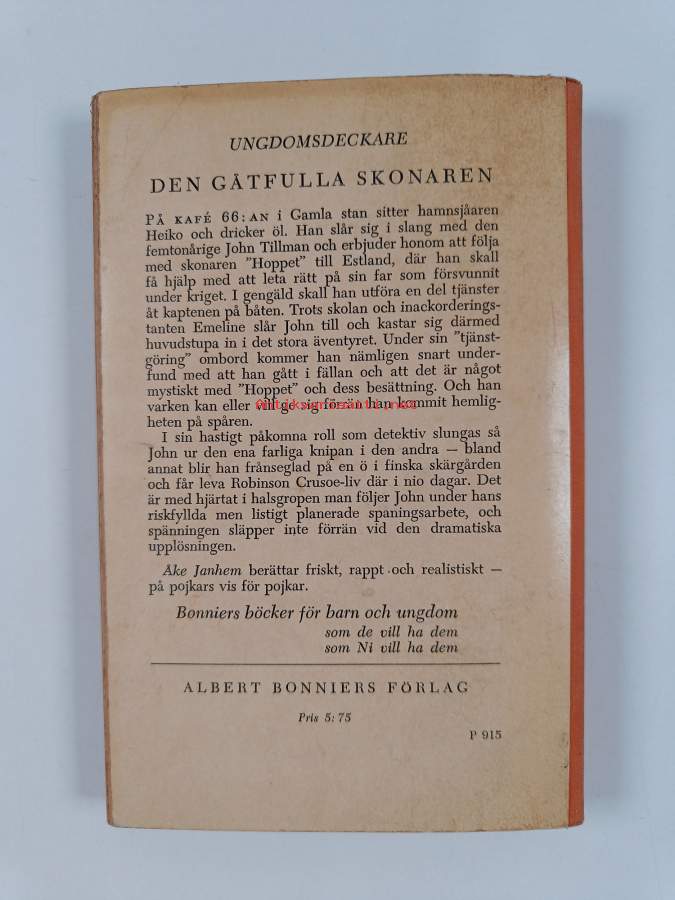 UNGDOMSDECKARE
DEN GÅTFULLA SKONAREN
PÅ KAFÉ 66:AN i Gamla stan sitter hamnsjåaren
Heiko och dricker öl. Han slår sig i slang med den
femtonårige John Tillman och erbjuder honom att följa
med skonaren "Hoppet" till Estland, där han skall
få hjälp med att leta rätt på sin far som försvunnit
under kriget. I gengäld skall han utföra en del tjänster
åt kaptenen på båten. Trots skolan och inackorderings-
tanten Emeline slår John till och kastar sig därmed
huvudstupa in i det stora äventyret. Under sin "tjänst-
göring" ombord kommer han nämligen snart under-
fund med att han gått i fällan och att det är något
mystiskt med "Hoppet" och dess besättning. Och han
varken kan eller vill ge sig förrän han kommit hemlig-
heten på spåren.
I sin hastigt påkomna roll som detektiv slungas så
John ur den ena farliga knipan i den andra — bland
annat blir han frånseglad på en ö i finska skärgården
och får leva Robinson Crusoe-liv där i nio dagar. Det
är med hjärtat i halsgropen man följer John under hans
riskfyllda men listigt planerade spaningsarbete, och
spänningen släpper inte förrän vid den dramatiska
upplösningen.
Åke Janhem berättar friskt, rappt och realistiskt —
på pojkars vis för pojkar.
Bonniers böcker för barn och ungdom
som de vill ha dem
som Ni vill ha dem
ALBERT BONNIERS FÖRLAG
Pris 5:75
P 915